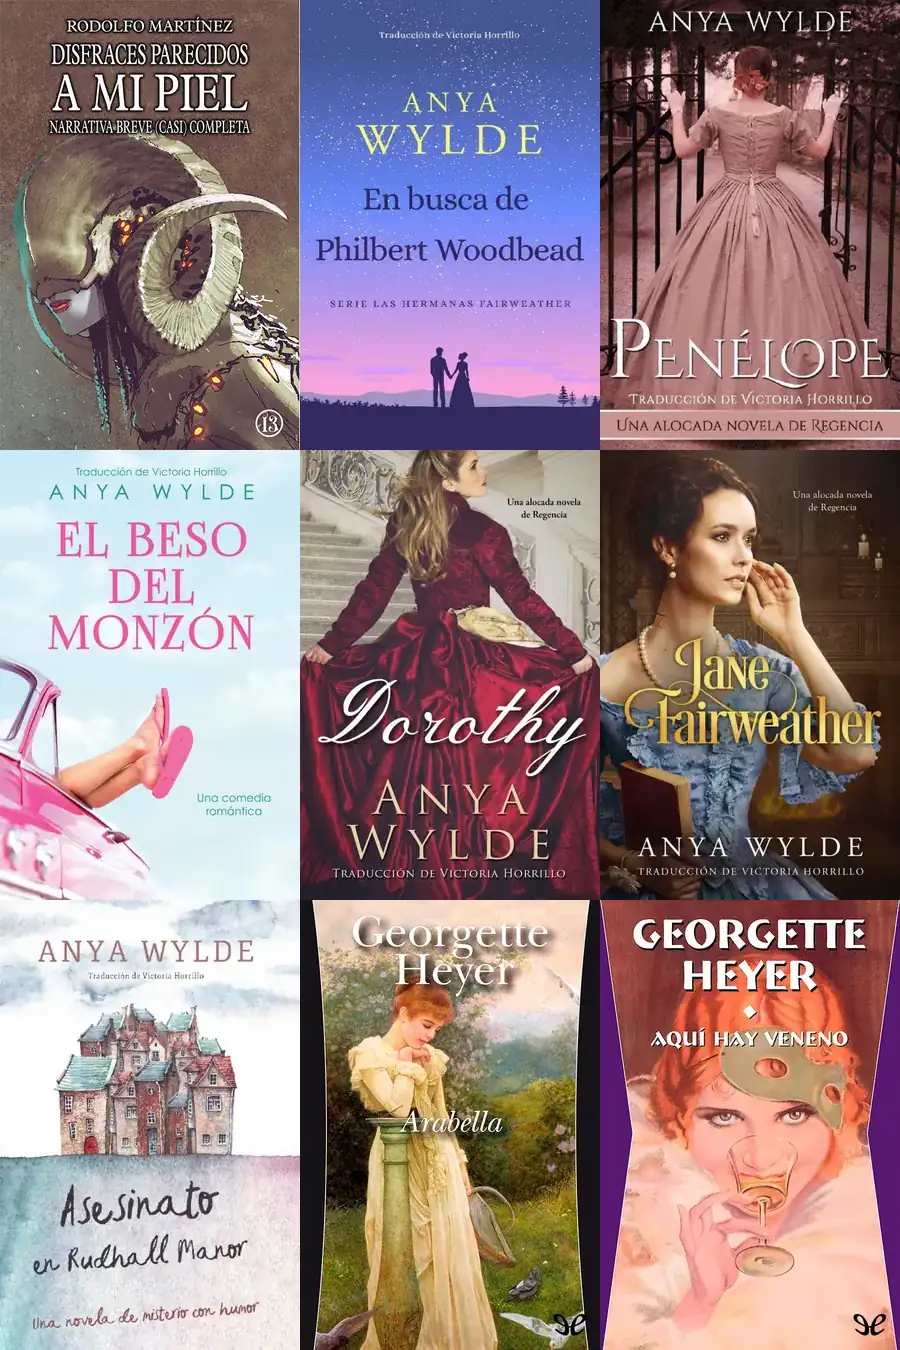 RODOLFO MARTÍNEZ
DISFRACES PARECIDOS
A MI PIEL
NARRATIVA BREVE (CASI) COMPLETA
13
Traducción de Victoria Horrillo
ANYA
WYLDE
En busca de
Philbert Woodbead
SERIE LAS HERMANAS FAIRWEATHER
ANYA WYLDE
PENÉLOPE
TRADUCCIÓN DE VICTORIA HORRILLO
UNA ALOCADA NOVELA DE REGENCIA
Traducción de Victoria Horrillo
ANYA WYLDE
EL BESO
DEL
MONZÓN
Una comedia
romántica
Una alocada novela
de Regencia
Dorothy
ANYA
WYLDE
TRADUCCIÓN DE VICTORIA HORRILLO
Una alocada novela
de Regencia
JANE
FAIRWEATHER
ANYA WYLDE
TRADUCCIÓN DE VICTORIA HORRILLO
ANYA WYLDE
Traducción de Victoria Horrillo
Asesinato
en Rudhall Manor
Una novela de misterio con humor
Georgette
Heyer
Arabella
GEORGETTE
HEYER
AQUÍ HAY VENENO